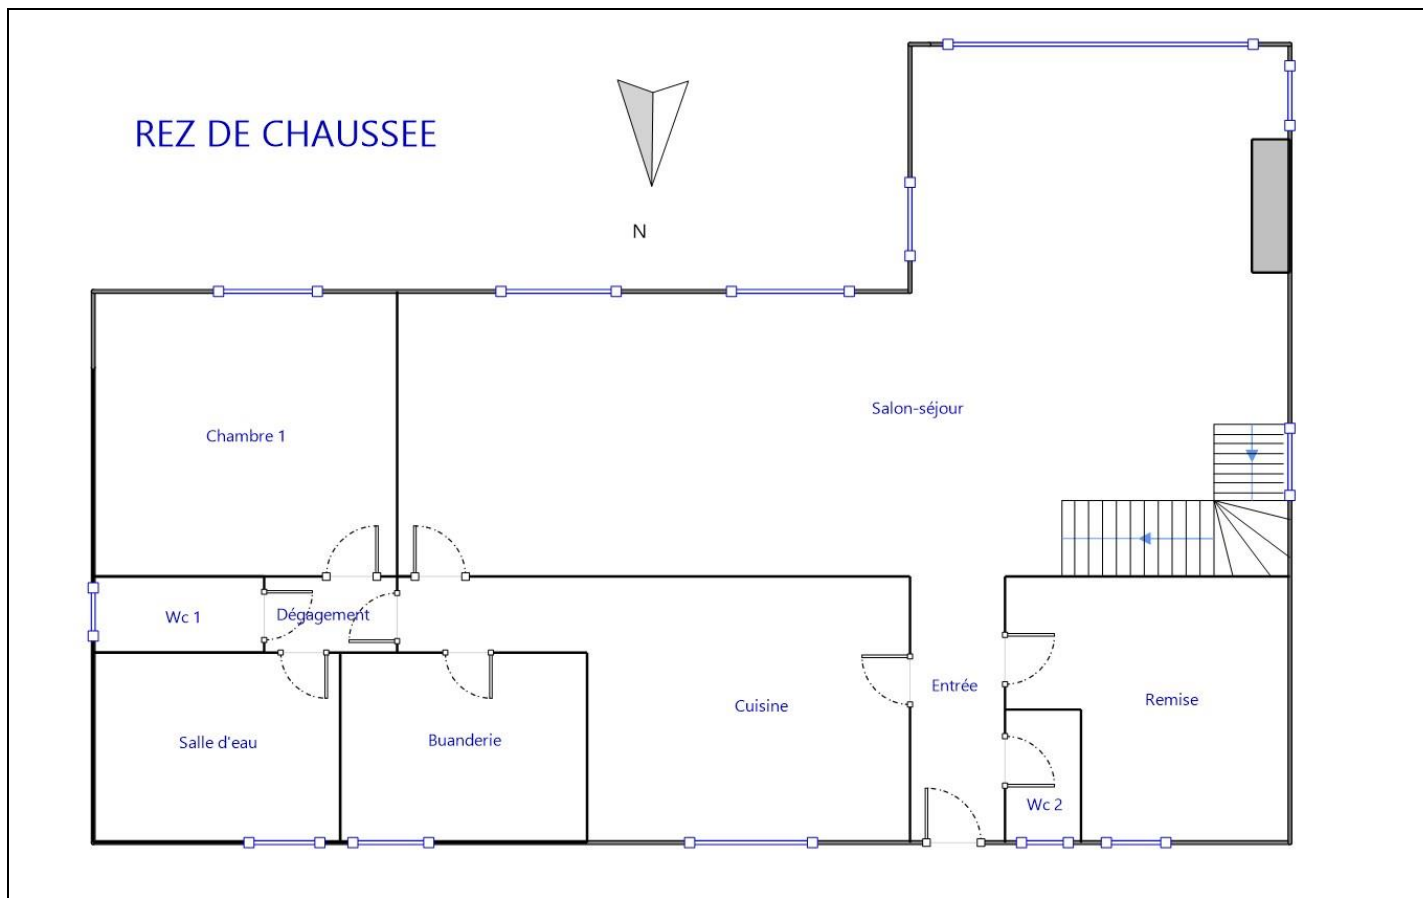 REZ DE CHAUSSEE
N
Salon-séjour
Chambre 1
Wc 1
Dégagement
Entrée
Remise
Cuisine
Salle d'eau
Buanderie
Wc 2